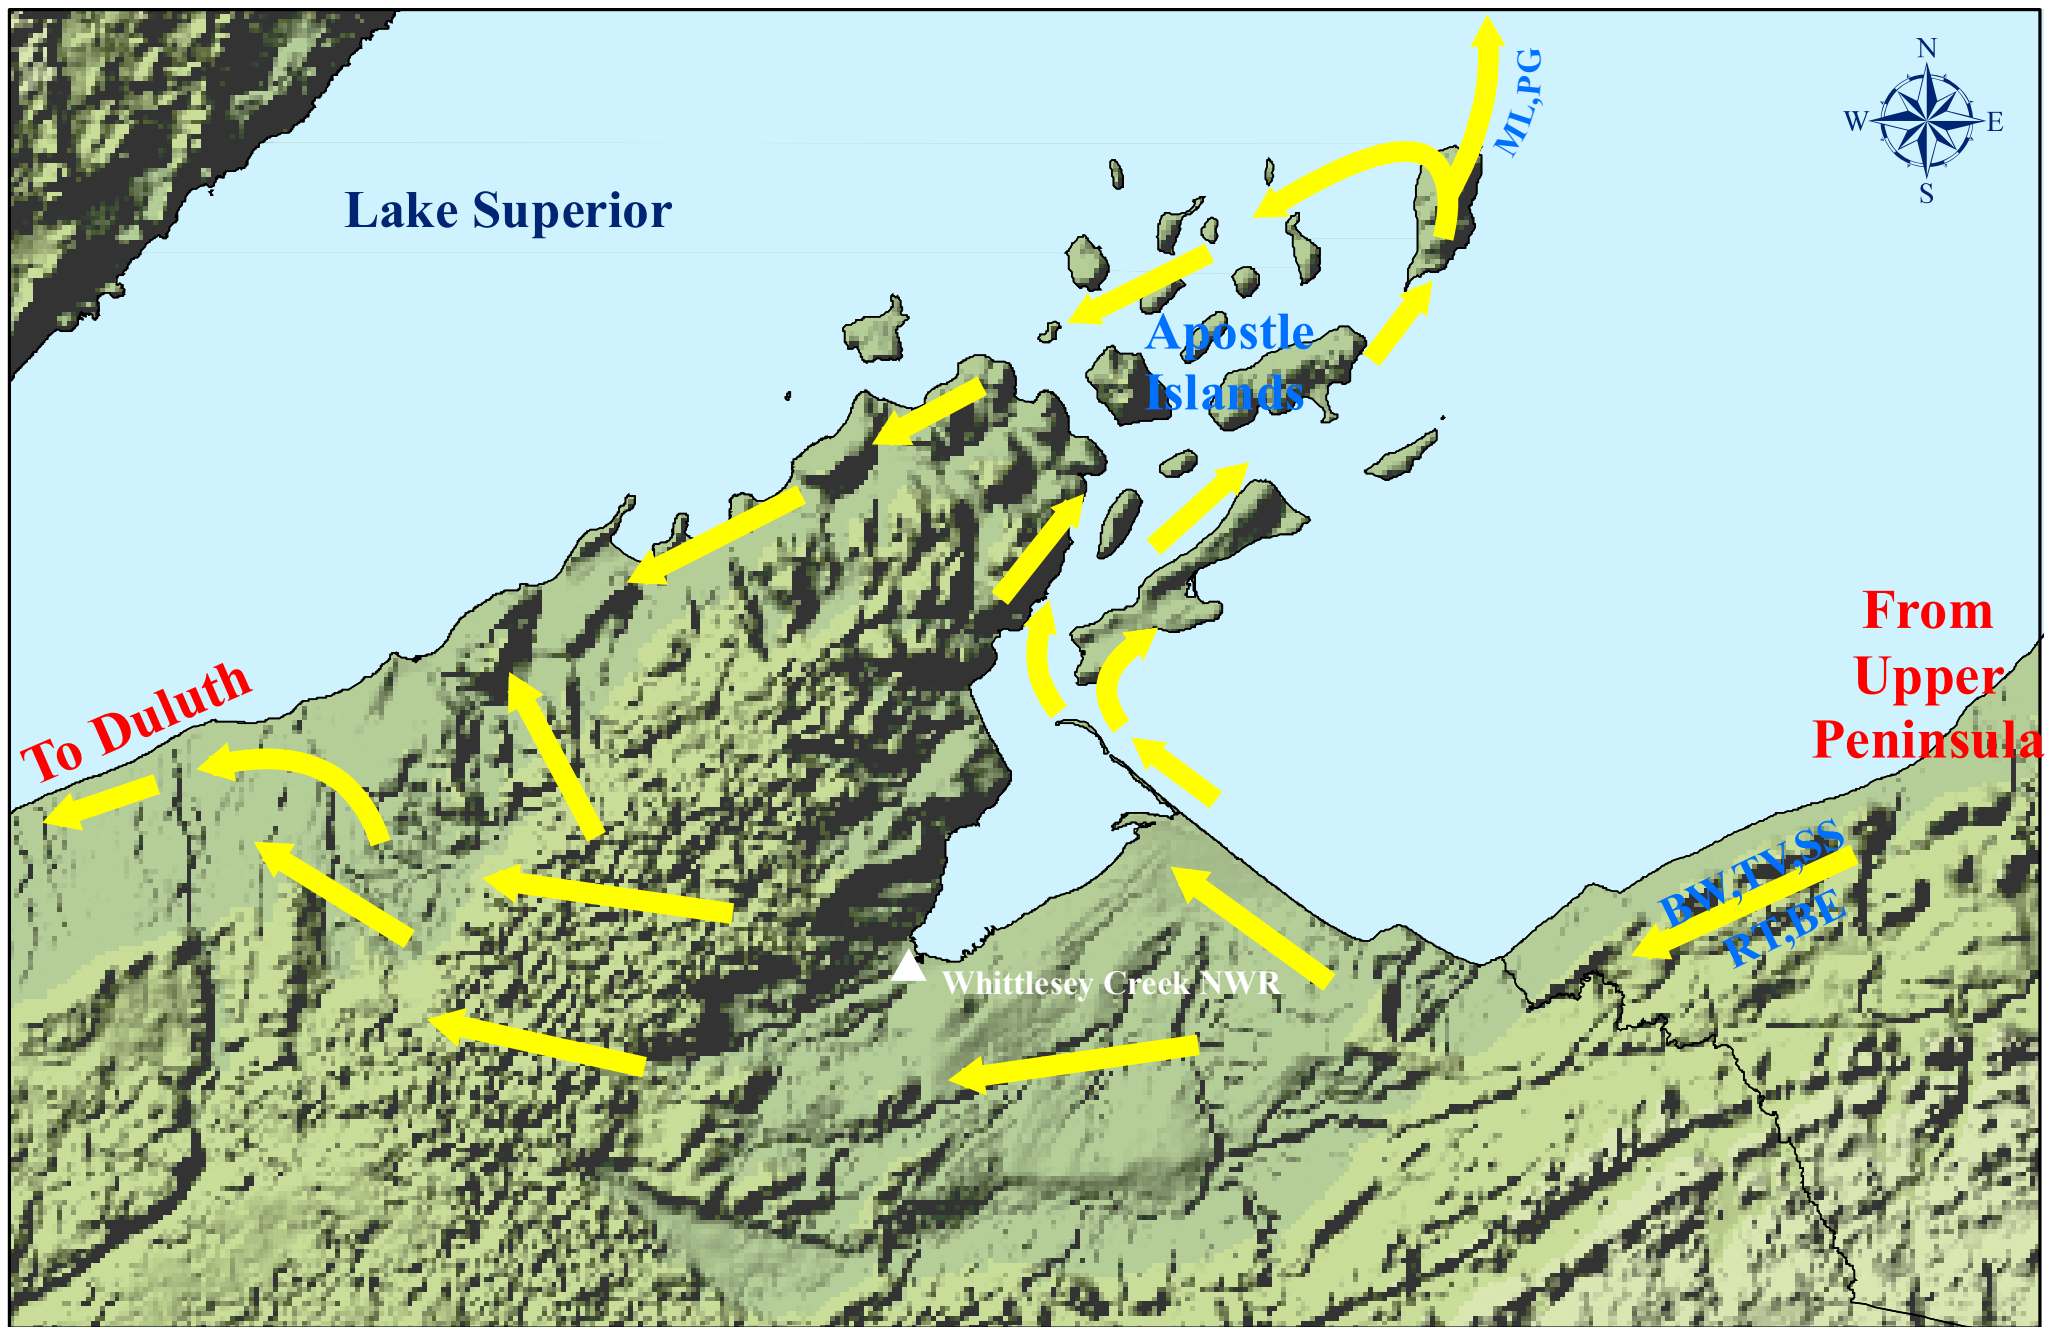 N
W E
S
ML,PG
Lake Superior
Apostle
Islands
From
Upper
Peninsula
To Duluth
BW,TV,SS
RT,BE
Whittlesey Creek NWR